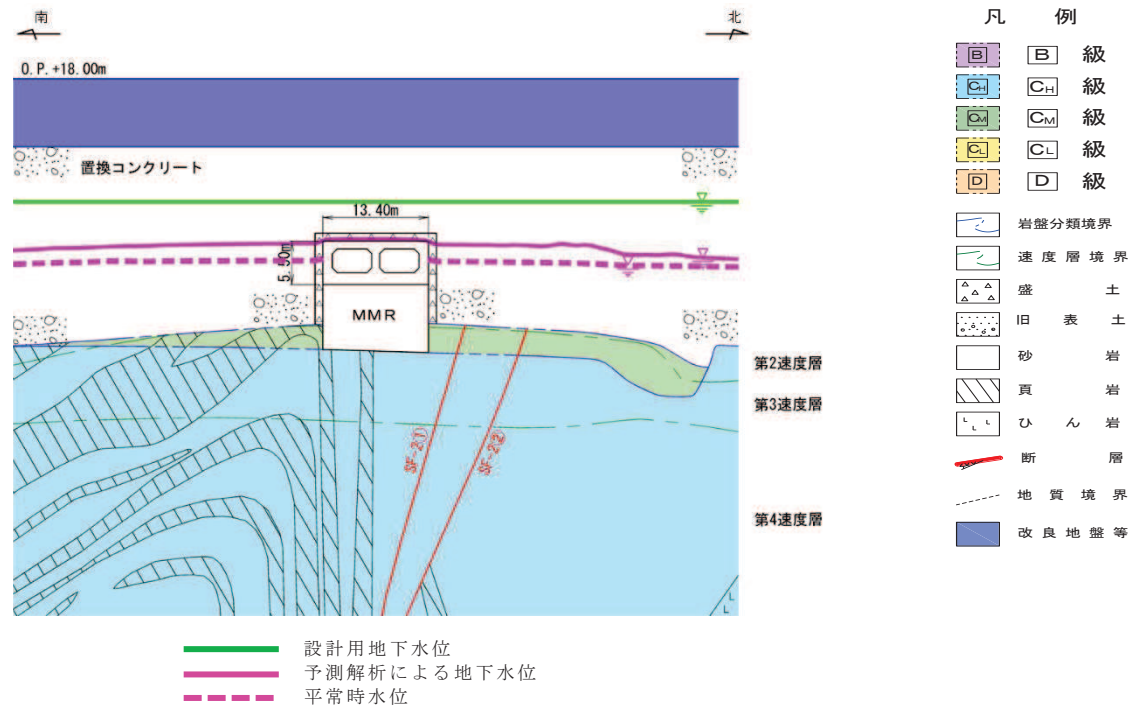 南
北
O.P.+18.00m
置換コンクリート
13.40m
5.50m
MMR
第2速度層
第3速度層
第4速度層
SF-2①
SF-2②
L
L
設計用地下水位
予測解析による地下水位
平常時水位
凡 例
B B 級
CH CH 級
CM CM 級
CL CL 級
D D 級
岩盤分類境界
速度層境界
盛土
旧表土
砂岩
頁岩
L L L ひん岩
断層
地質境界
改良地盤等